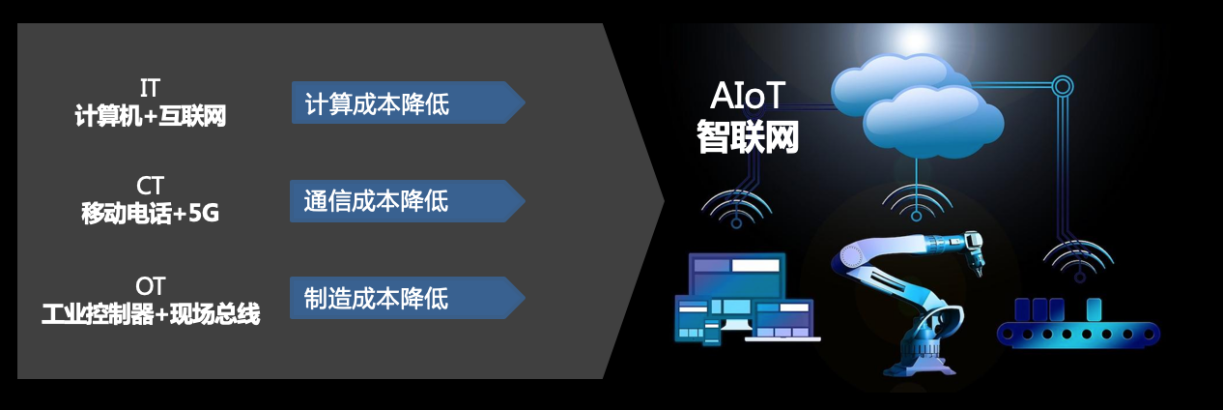 IT
计算机+互联网
计算成本降低
CT
移动电话+5G
通信成本降低
OT
工业控制器+现场总线
制造成本降低
AIoT
智联网